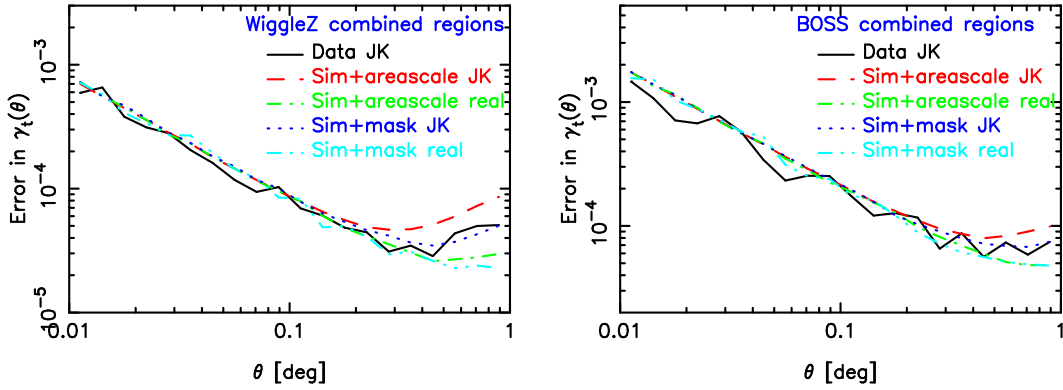 WiggleZ combined regions
Data JK
Sim+areascale JK
Sim+areascale real
Sim+mask JK
Sim+mask real
Error in γt(θ)
10−3
10−4
10−5
0.01
0.1
1
θ [deg]
BOSS combined regions
Data JK
Sim+areascale JK
Sim+areascale real
Sim+mask JK
Sim+mask real
Error in γt(θ)
10−3
10−4
0.01
0.1
1
θ [deg]